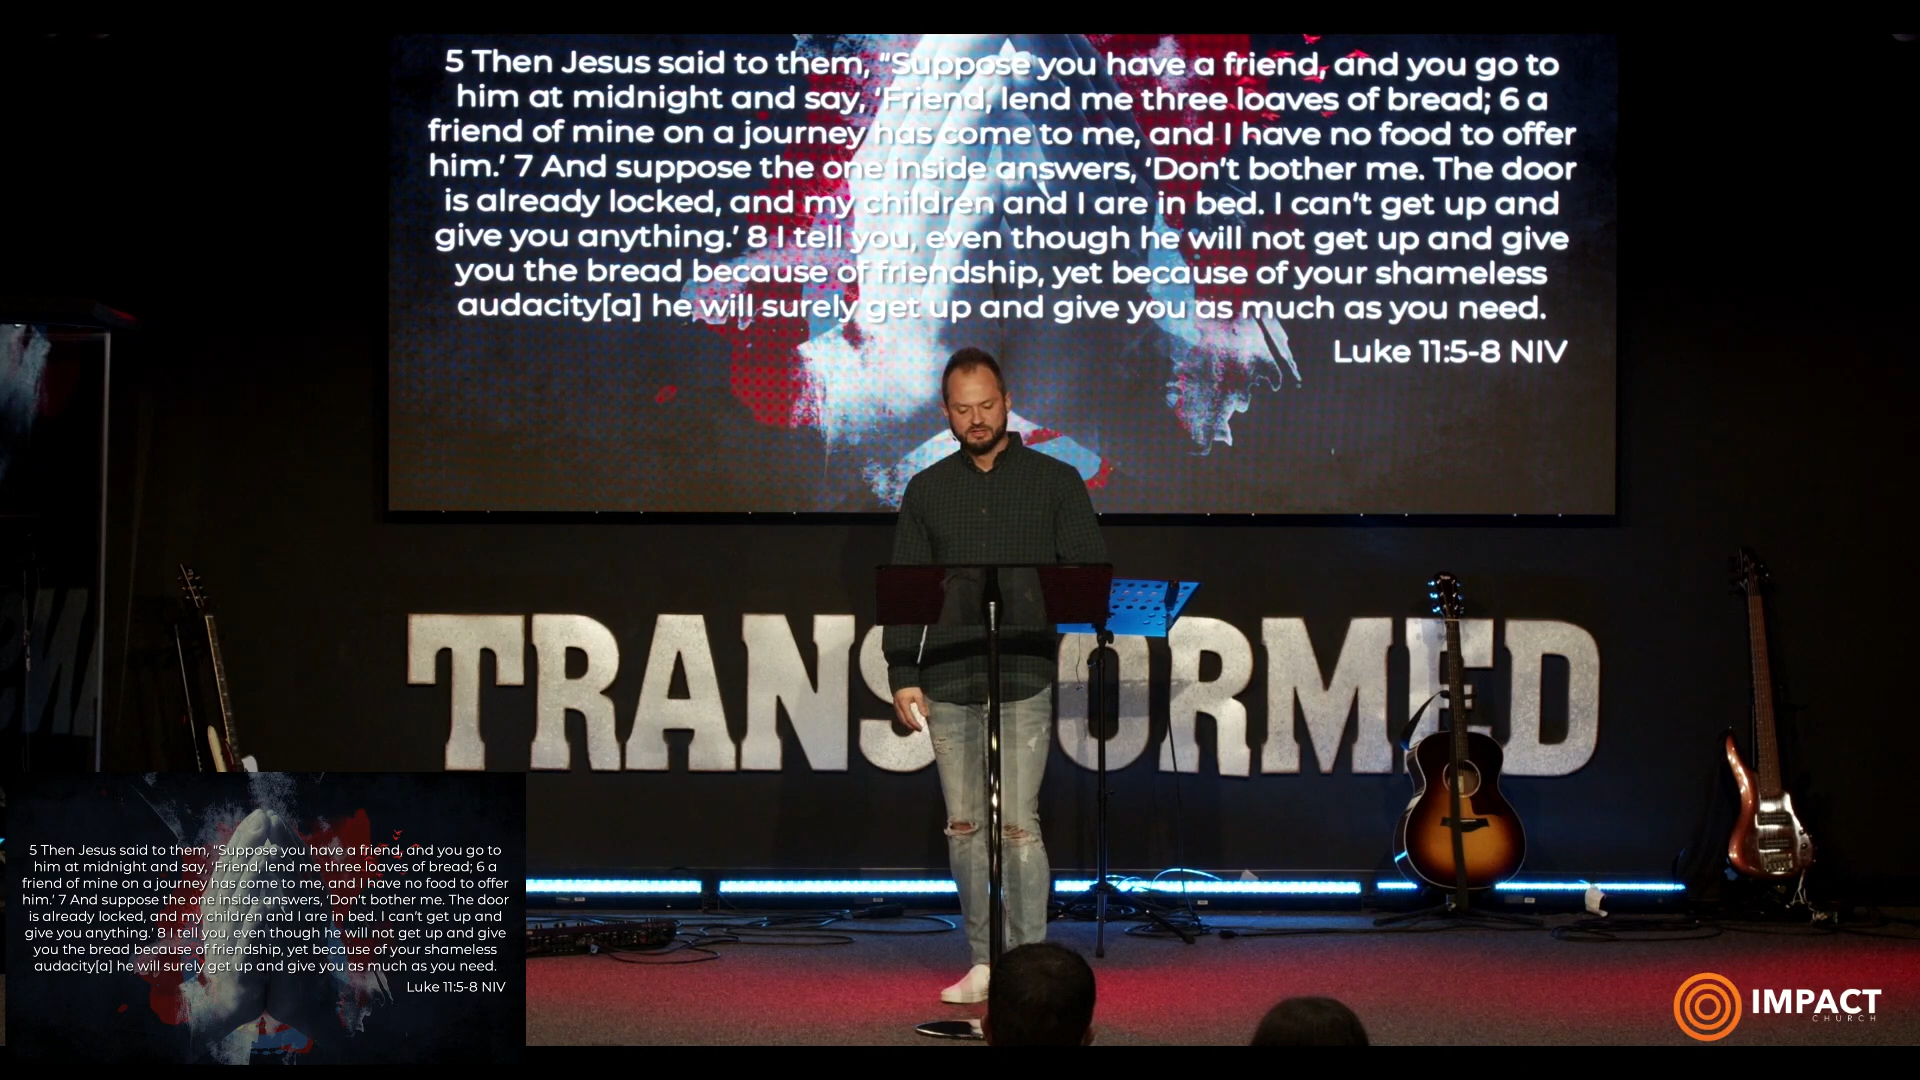 5 Then Jesus said to them, “Suppose you have a friend, and you go to
him at midnight and say, ‘Friend, lend me three loaves of bread; 6 a
friend of mine on a journey has come to me, and I have no food to offer
him.’ 7 And suppose the one inside answers, ‘Don’t bother me. The door
is already locked, and my children and I are in bed. I can’t get up and
give you anything.’ 8 I tell you, even though he will not get up and give
you the bread because of friendship, yet because of your shameless
audacity[a] he will surely get up and give you as much as you need.
Luke 11:5-8 NIV
TRANSFORMED
5 Then Jesus said to them, “Suppose you have a friend, and you go to
him at midnight and say, ‘Friend, lend me three loaves of bread; 6 a
friend of mine on a journey has come to me, and I have no food to offer
him.’ 7 And suppose the one inside answers, ‘Don’t bother me. The door
is already locked, and my children and I are in bed. I can’t get up and
give you anything.’ 8 I tell you, even though he will not get up and give
you the bread because of friendship, yet because of your shameless
audacity[a] he will surely get up and give you as much as you need.
Luke 11:5-8 NIV
IMPACT
CHURCH